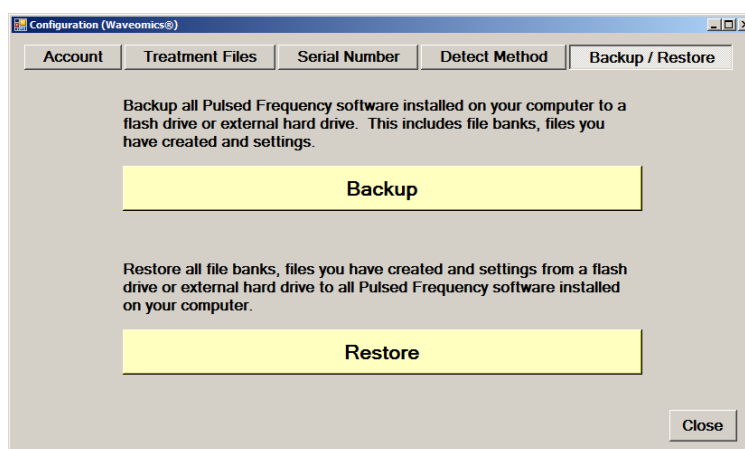 Configuration (Waveomics®)
Account Treatment Files Serial Number Detect Method Backup / Restore
Backup all Pulsed Frequency software installed on your computer to a
flash drive or external hard drive. This includes file banks, files you
have created and settings.
Backup
Restore all file banks, files you have created and settings from a flash
drive or external hard drive to all Pulsed Frequency software installed
on your computer.
Restore
Close